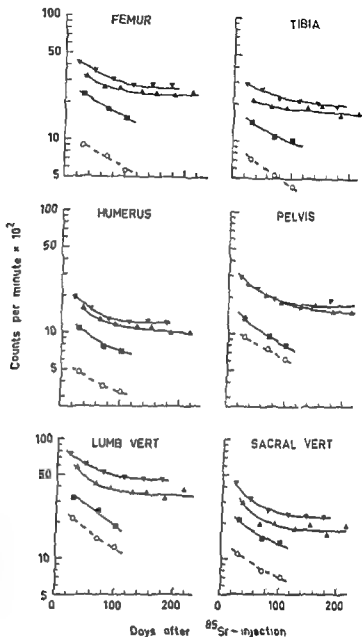 FEMUR TIBIA
100
50
10
5
HUMERUS PELVIS
100
50
10
5
Counts per minute × 10²
LUMB VERT SACRAL VERT
100
50
10
5
0 100 200 0 100 200
Days after ⁸⁵Sr-injection